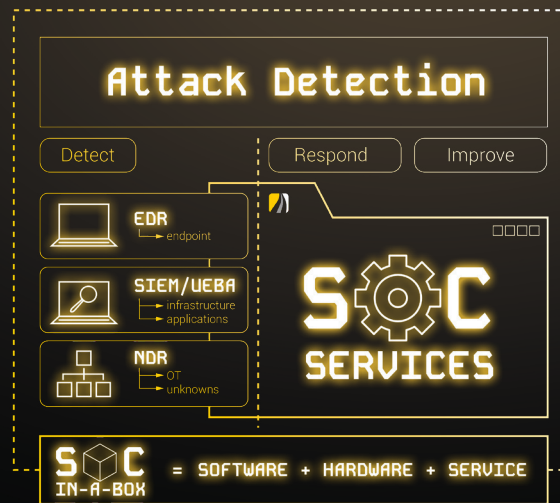 Attack Detection
Detect
Respond
Improve
EDR
endpoint
SIEM/UEBA
infrastructure
applications
NDR
OT
unknowns
SOC
SERVICES
SOC
IN-A-BOX
= SOFTWARE + HARDWARE + SERVICE